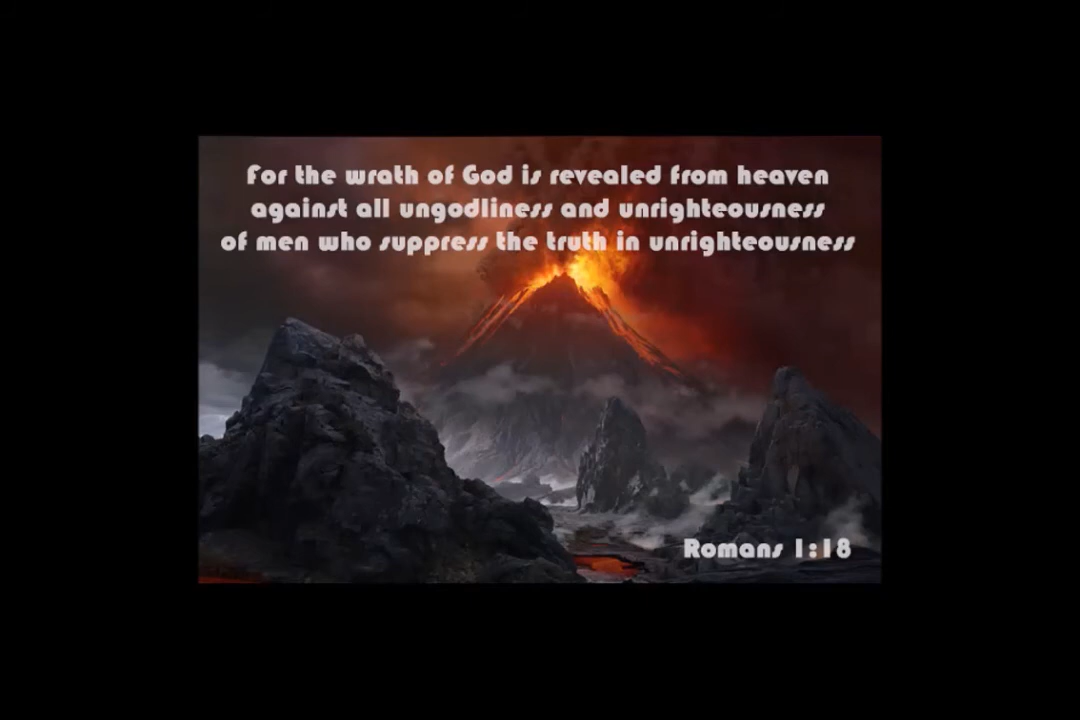 For the wrath of God is revealed from heaven
against all ungodliness and unrighteousness
of men who suppress the truth in unrighteousness
Romans 1:18